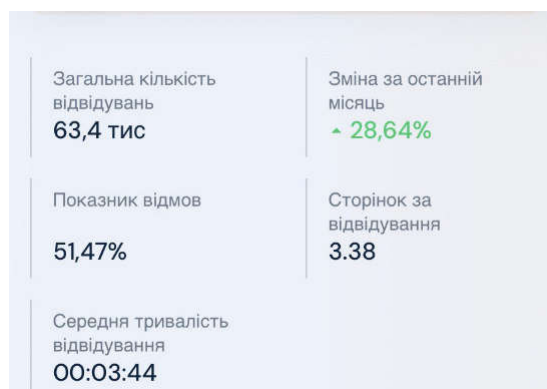 Загальна кількість
відвідувань
63,4 тис
Зміна за останній
місяць
28,64%
Показник відмов
51,47%
Сторінок за
відвідування
3.38
Середня тривалість
відвідування
00:03:44